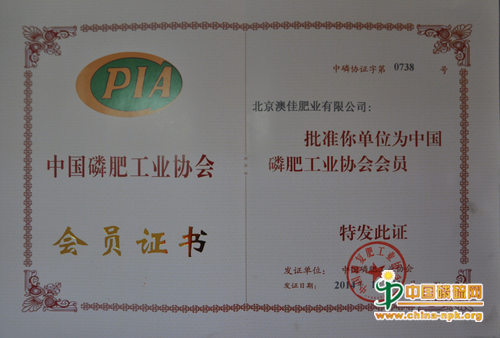 PIA
中国磷肥工业协会
会员证书
中磷协证字第 0738 号
北京澳佳肥业有限公司:
批准你单位为中国
磷肥工业协会会员
特发此证
发证单位:
发证日期:
中国磷硫网
www.china-npk.org